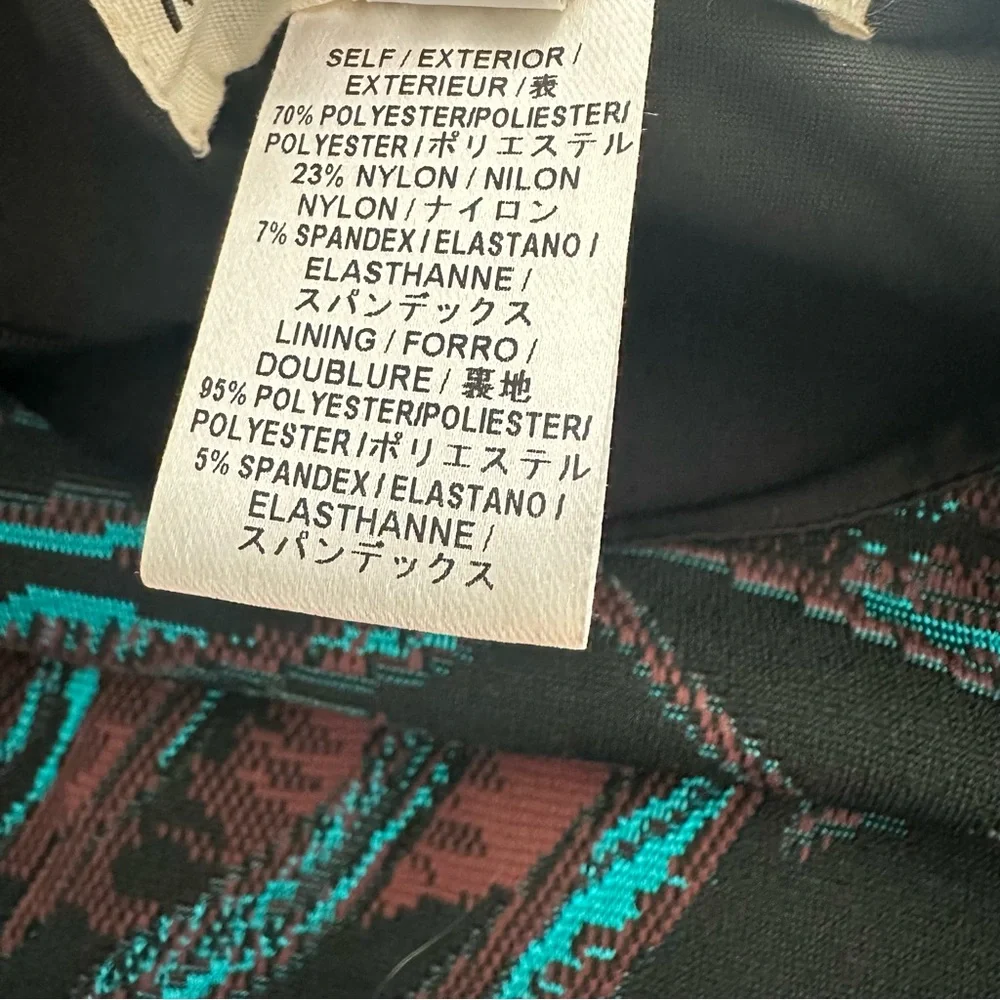 SELF / EXTERIOR /
EXTERIEUR / 表
70% POLYESTER/POLIESTER/
POLYESTER / ポリエステル
23% NYLON / NILON
NYLON / ナイロン
7% SPANDEX / ELASTANO /
ELASTHANNE /
スパンデックス
LINING / FORRO /
DOUBLURE / 裏地
95% POLYESTER/POLIESTER/
POLYESTER / ポリエステル
5% SPANDEX / ELASTANO /
ELASTHANNE /
スパンデックス